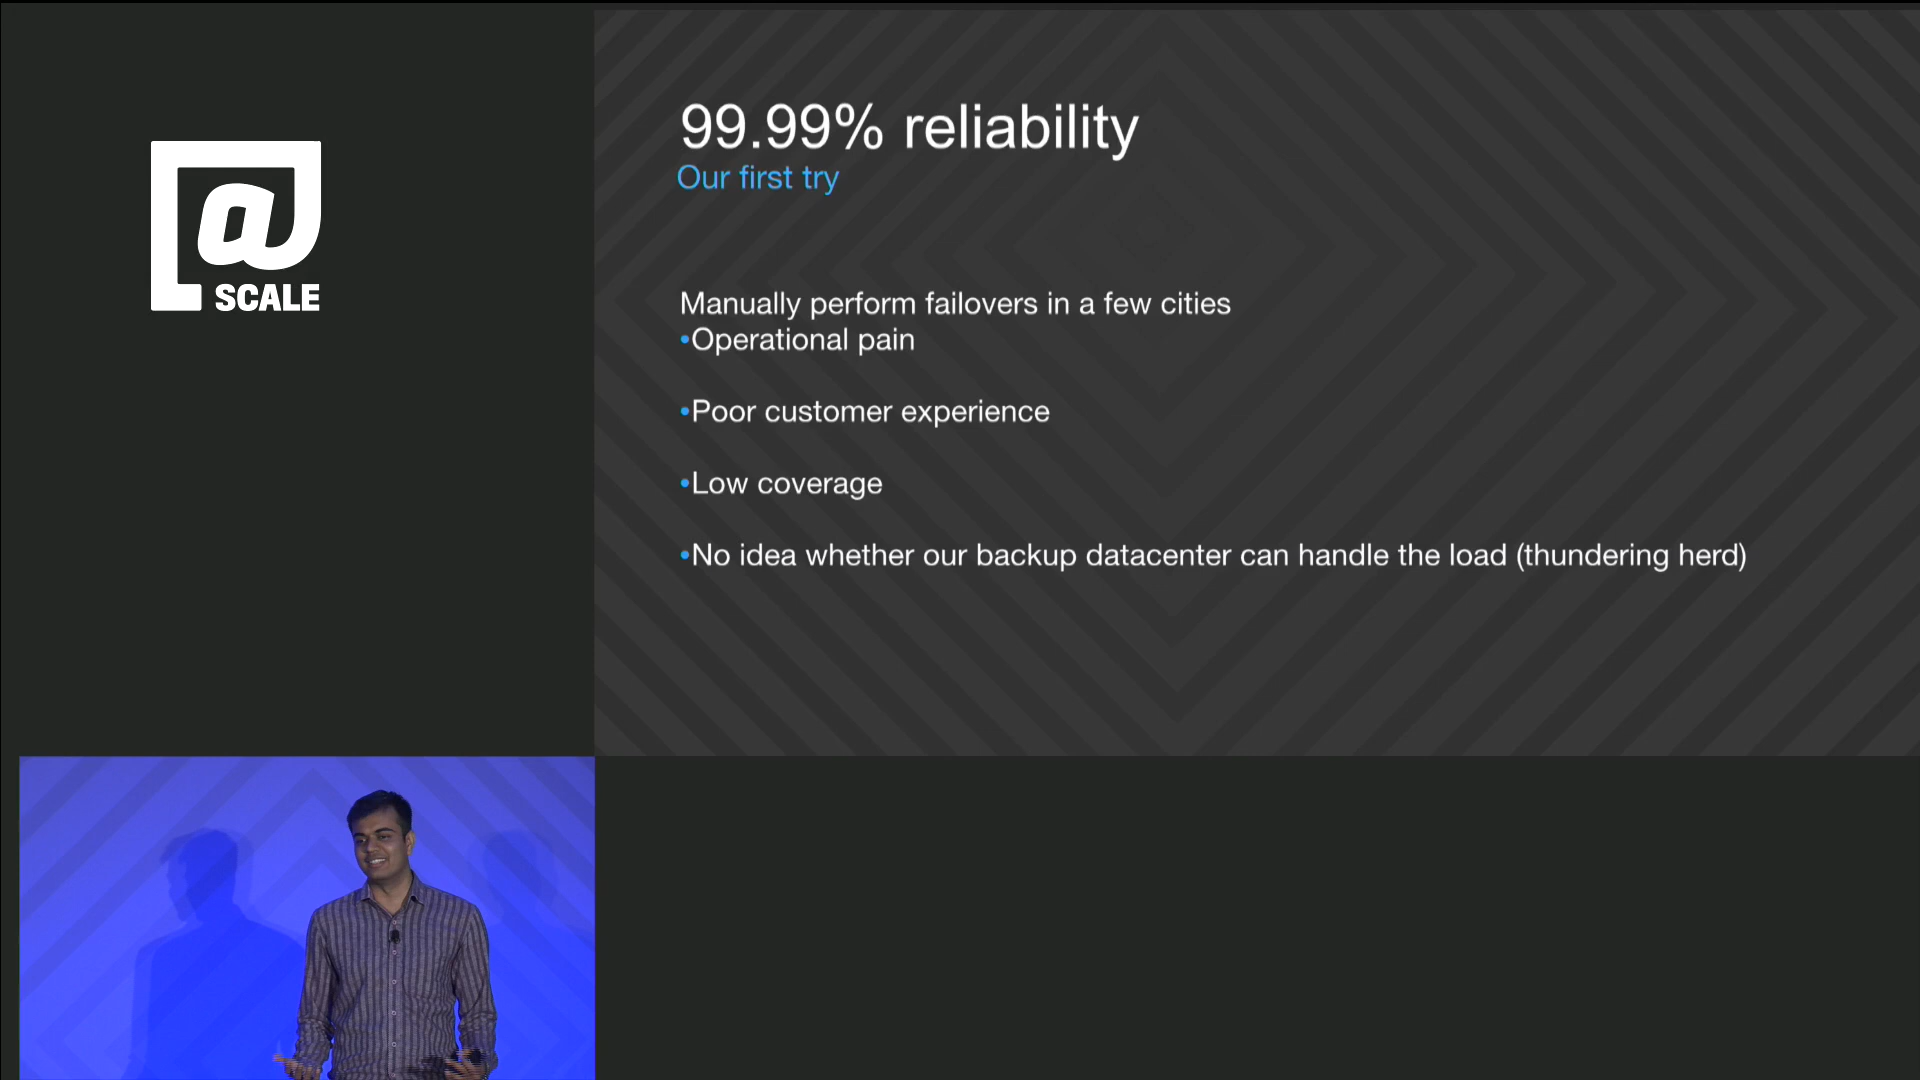 @
SCALE
99.99% reliability
Our first try
Manually perform failovers in a few cities
•Operational pain
•Poor customer experience
•Low coverage
•No idea whether our backup datacenter can handle the load (thundering herd)